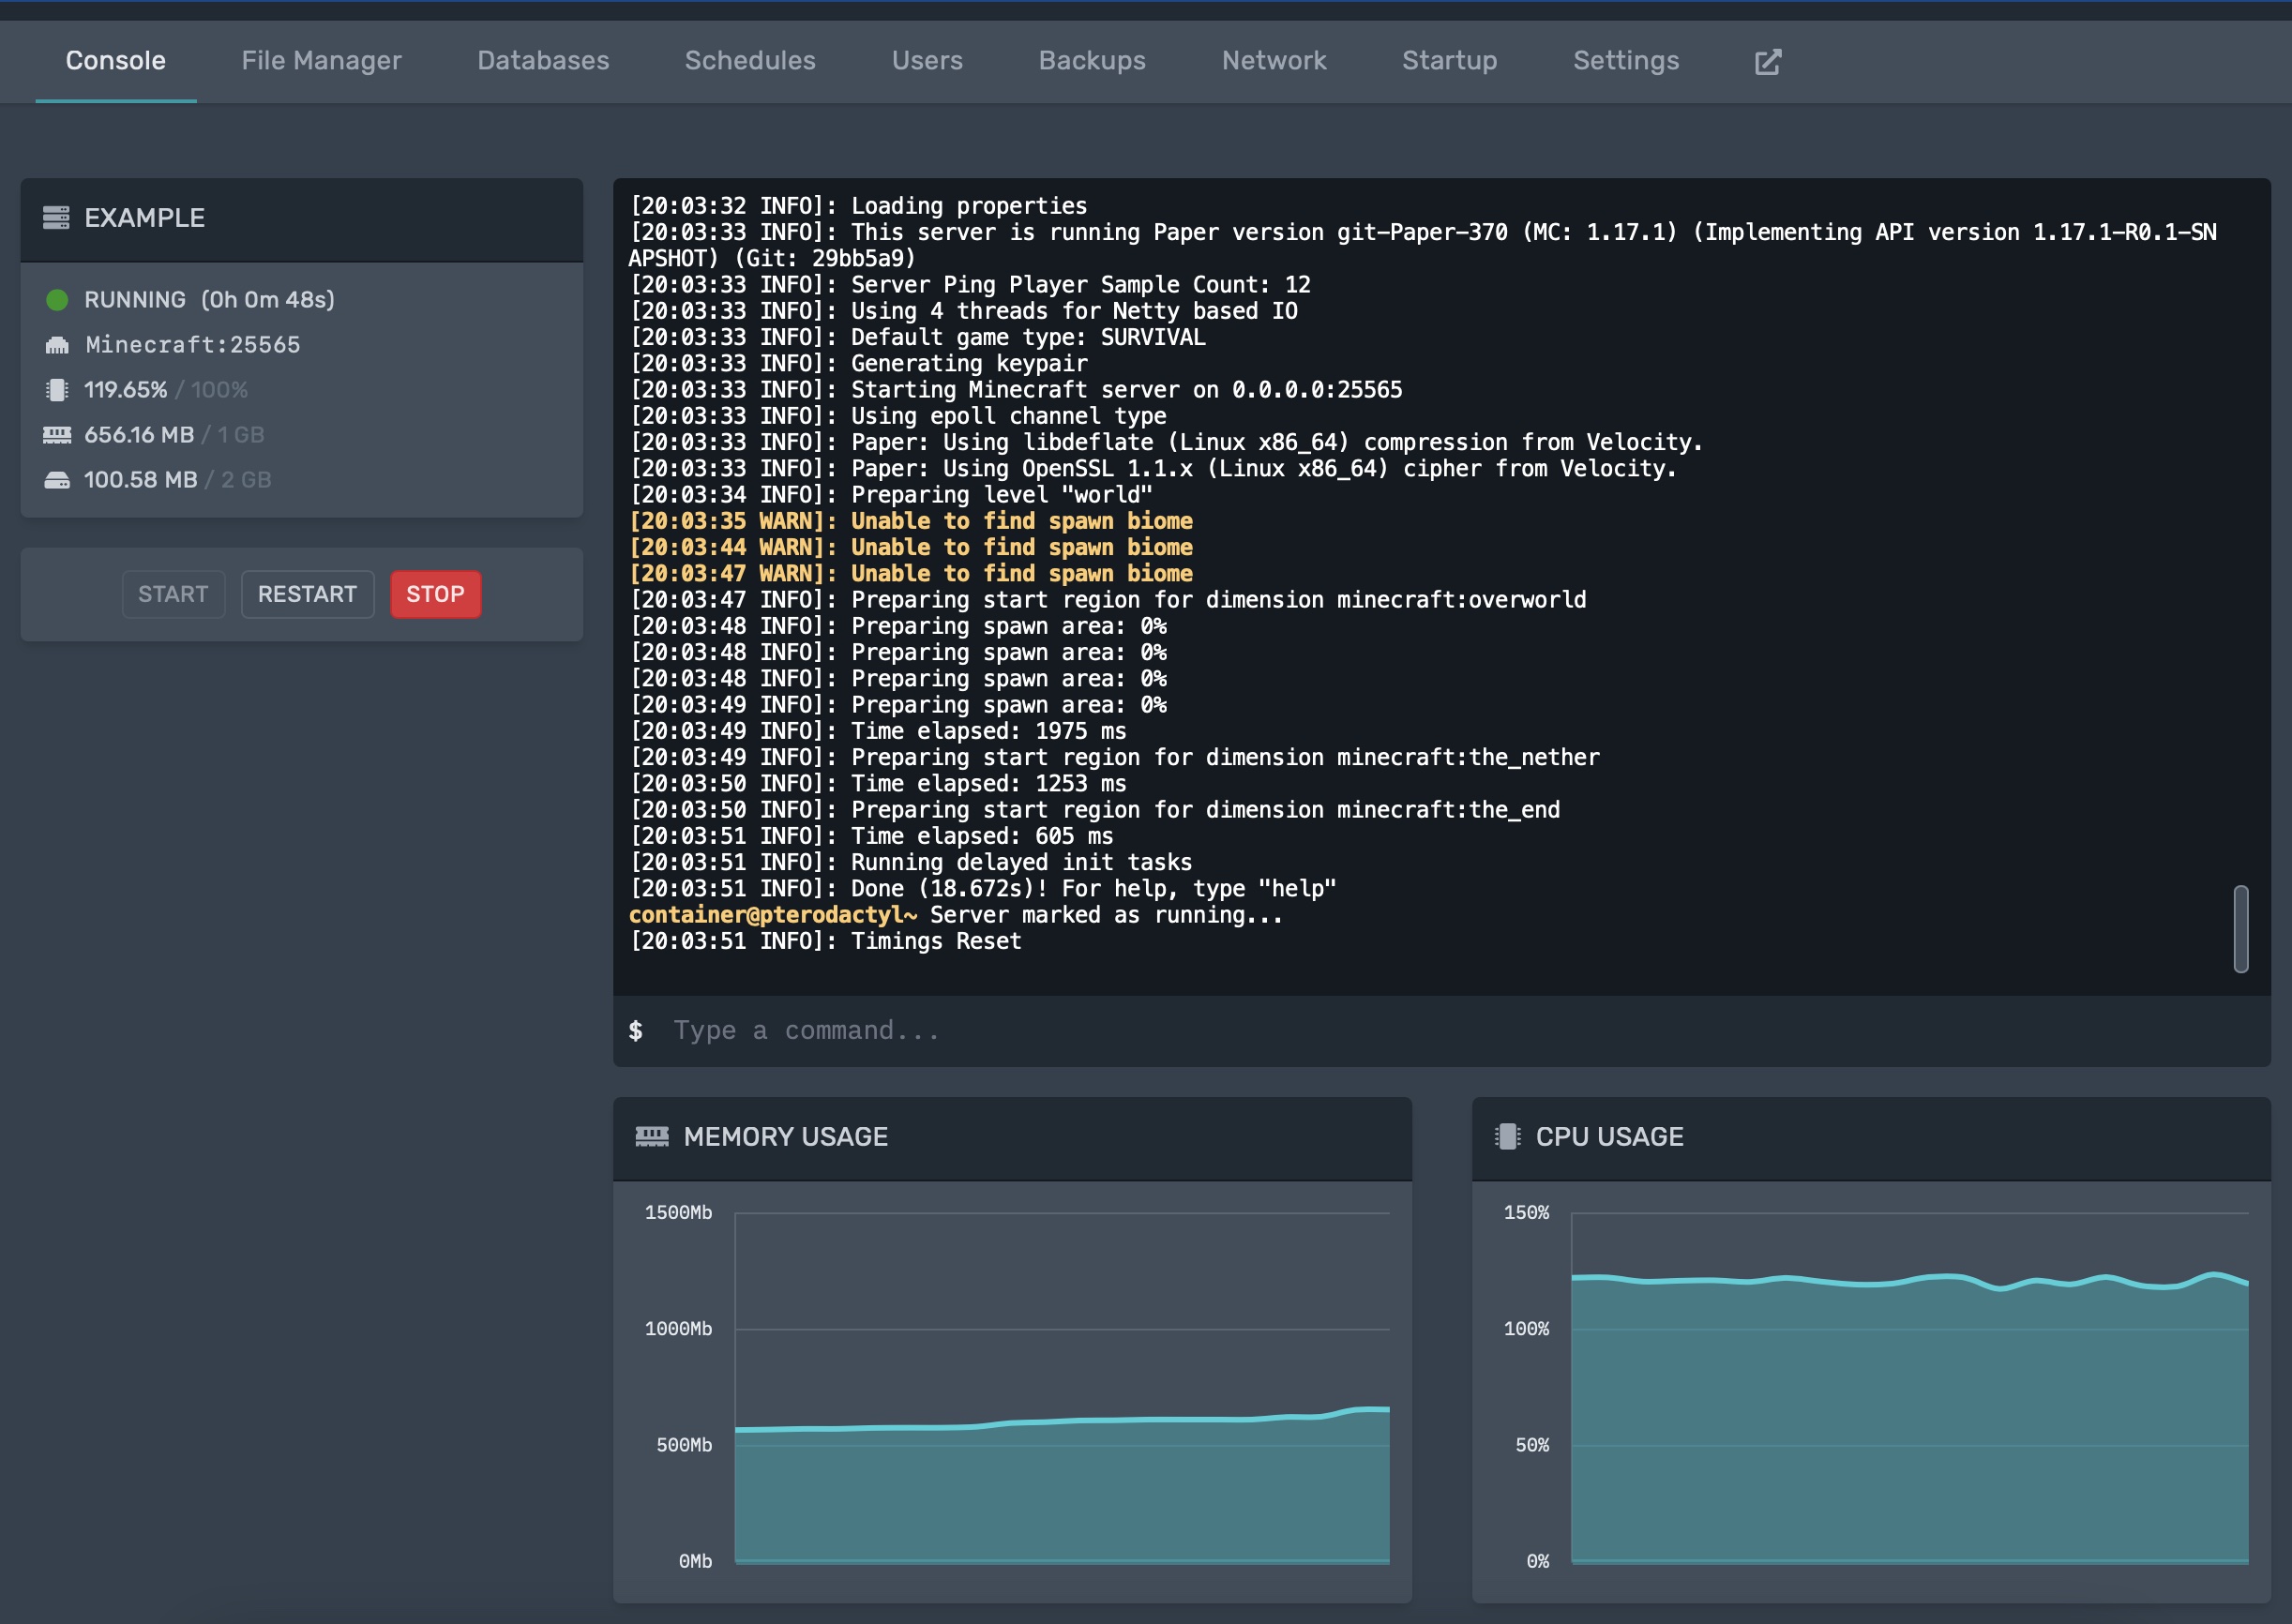 Console File Manager Databases Schedules Users Backups Network Startup Settings
EXAMPLE
RUNNING (0h 0m 48s)
Minecraft:25565
119.65% / 100%
656.16 MB / 1 GB
100.58 MB / 2 GB
START RESTART STOP
[20:03:32 INFO]: Loading properties
[20:03:33 INFO]: This server is running Paper version git-Paper-370 (MC: 1.17.1) (Implementing API version 1.17.1-R0.1-SN
APSHOT) (Git: 29bb5a9)
[20:03:33 INFO]: Server Ping Player Sample Count: 12
[20:03:33 INFO]: Using 4 threads for Netty based IO
[20:03:33 INFO]: Default game type: SURVIVAL
[20:03:33 INFO]: Generating keypair
[20:03:33 INFO]: Starting Minecraft server on 0.0.0.0:25565
[20:03:33 INFO]: Using epoll channel type
[20:03:33 INFO]: Paper: Using libdeflate (Linux x86_64) compression from Velocity.
[20:03:33 INFO]: Paper: Using OpenSSL 1.1.x (Linux x86_64) cipher from Velocity.
[20:03:34 INFO]: Preparing level "world"
[20:03:35 WARN]: Unable to find spawn biome
[20:03:44 WARN]: Unable to find spawn biome
[20:03:47 WARN]: Unable to find spawn biome
[20:03:47 INFO]: Preparing start region for dimension minecraft:overworld
[20:03:48 INFO]: Preparing spawn area: 0%
[20:03:48 INFO]: Preparing spawn area: 0%
[20:03:48 INFO]: Preparing spawn area: 0%
[20:03:49 INFO]: Preparing spawn area: 0%
[20:03:49 INFO]: Time elapsed: 1975 ms
[20:03:49 INFO]: Preparing start region for dimension minecraft:the_nether
[20:03:50 INFO]: Time elapsed: 1253 ms
[20:03:50 INFO]: Preparing start region for dimension minecraft:the_end
[20:03:51 INFO]: Time elapsed: 605 ms
[20:03:51 INFO]: Running delayed init tasks
[20:03:51 INFO]: Done (18.672s)! For help, type "help"
container@pterodactyl~ Server marked as running...
[20:03:51 INFO]: Timings Reset
$ Type a command...
MEMORY USAGE
1500Mb
1000Mb
500Mb
0Mb
CPU USAGE
150%
100%
50%
0%